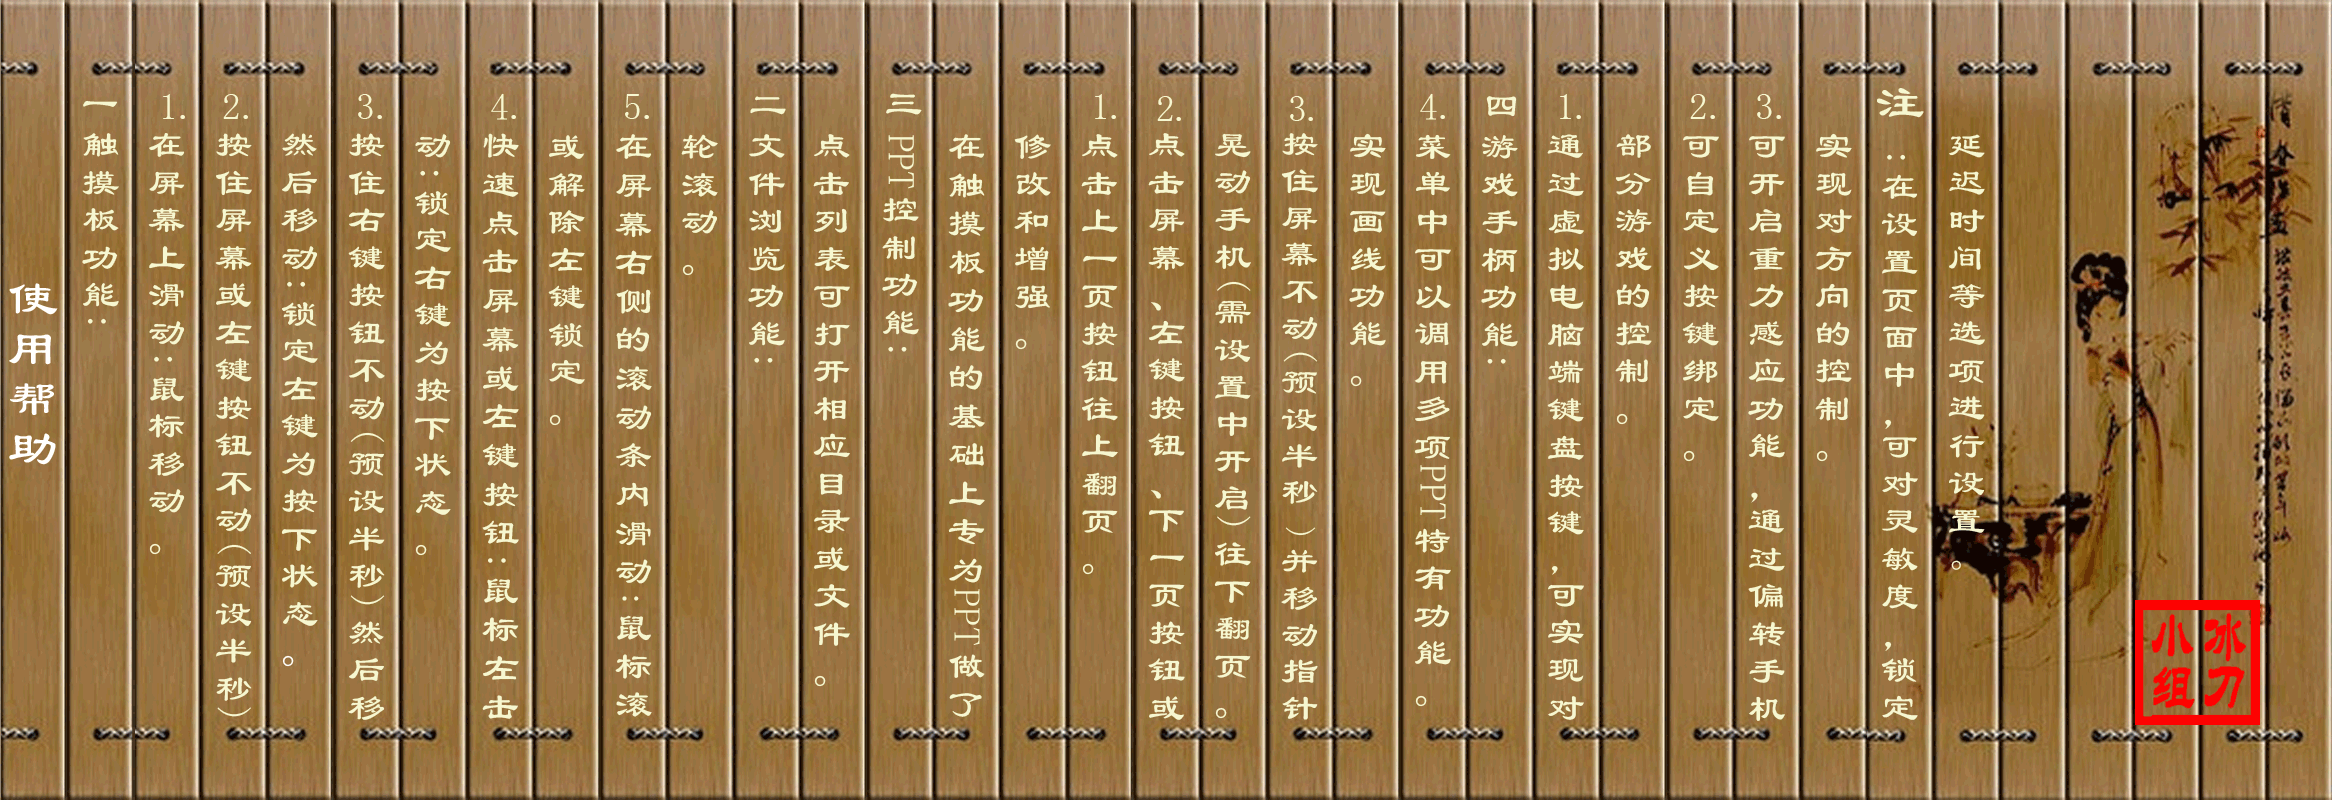 使用帮助
一触摸板功能：
1.在屏幕上滑动：鼠标移动。
2.按住屏幕或左键按钮不动（预设半秒）
然后移动：锁定左键为按下状态。
3.按住右键按钮不动（预设半秒）然后移
动：锁定右键为按下状态。
4.快速点击屏幕或左键按钮：鼠标左击
或解除左键锁定。
5.在屏幕右侧的滚动条内滑动：鼠标滚
轮滚动。
二文件浏览功能：
点击列表可打开相应目录或文件。
三PPT控制功能：
在触摸板功能的基础上专为PPT做了
修改和增强。
1.点击上一页按钮往上翻页。
2.点击屏幕、左键按钮、下一页按钮或
晃动手机（需设置中开启）往下翻页。
3.按住屏幕不动（预设半秒）并移动指针
实现画线功能。
4.菜单中可以调用多项PPT特有功能。
四游戏手柄功能：
1.通过虚拟电脑端键盘按键，可实现对
部分游戏的控制。
2.可自定义按键绑定。
3.可开启重力感应功能，通过偏转手机
实现对方向的控制。
注：在设置页面中，可对灵敏度，锁定
延迟时间等选项进行设置。
冰刀
小组